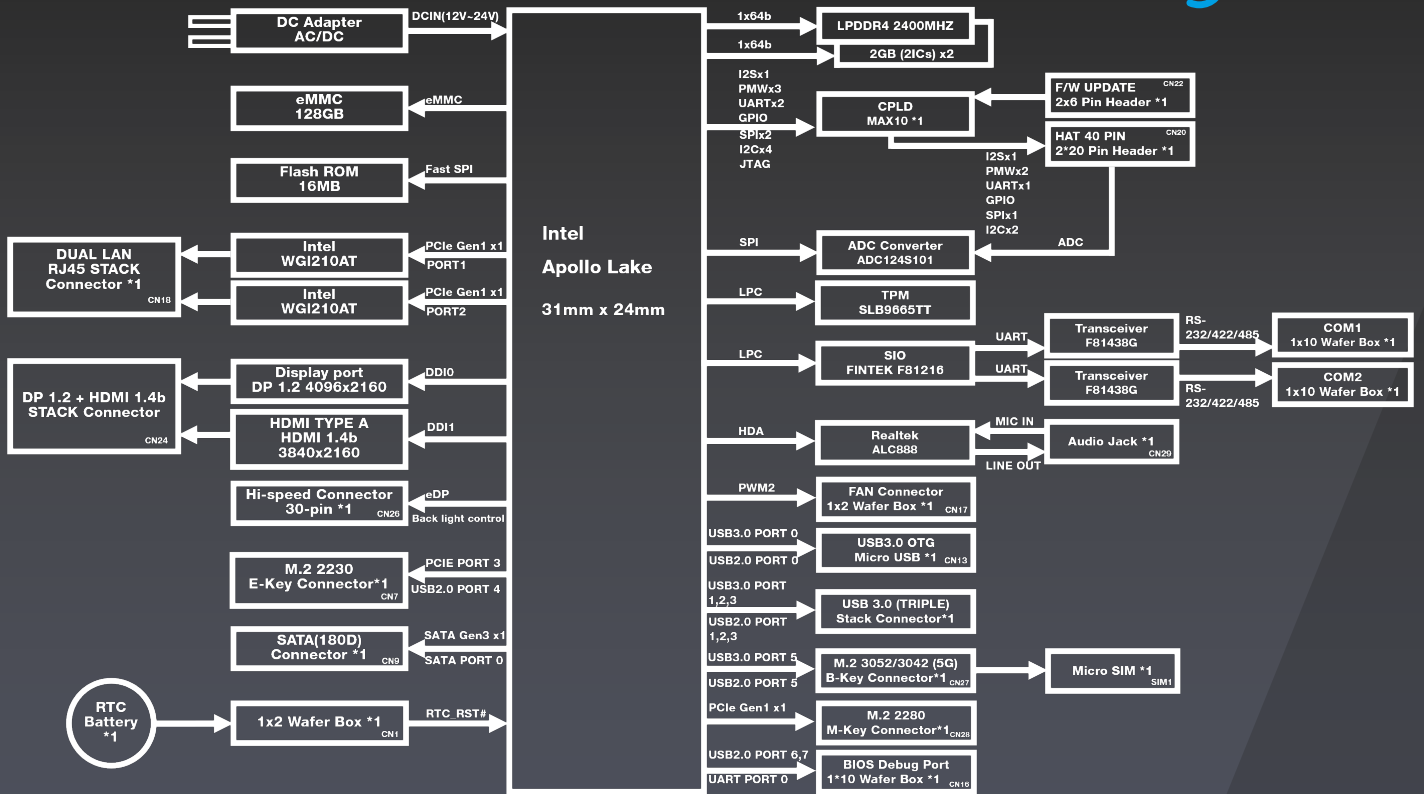 DC Adapter
AC/DC
DCIN(12V~24V)
eMMC
128GB
eMMC
Flash ROM
16MB
Fast SPI
DUAL LAN
RJ45 STACK
Connector *1
CN18
Intel
WGI210AT
PCIe Gen1 x1
PORT1
Intel
WGI210AT
PCIe Gen1 x1
PORT2
DP 1.2 + HDMI 1.4b
STACK Connector
CN24
Display port
DP 1.2 4096x2160
DDI0
HDMI TYPE A
HDMI 1.4b
3840x2160
DDI1
Hi-speed Connector
30-pin *1
CN26
eDP
Back light control
M.2 2230
E-Key Connector*1
CN7
PCIE PORT 3
USB2.0 PORT 4
SATA(180D)
Connector *1
CN9
SATA Gen3 x1
SATA PORT 0
RTC
Battery
*1
1x2 Wafer Box *1
CN1
RTC_RST#
Intel
Apollo Lake
31mm x 24mm
1x64b
LPDDR4 2400MHZ
1x64b
2GB (2ICs) x2
I2Sx1
PMWx3
UARTx2
GPIO
SPIx2
I2Cx4
JTAG
CPLD
MAX10 *1
F/W UPDATE
CN22
2x6 Pin Header *1
HAT 40 PIN
CN20
2*20 Pin Header *1
I2Sx1
PMWx2
UARTx1
GPIO
SPIx1
I2Cx2
SPI
ADC Converter
ADC124S101
ADC
LPC
TPM
SLB9665TT
LPC
SIO
FINTEK F81216
UART
UART
Transceiver
F81438G
RS-
232/422/485
COM1
1x10 Wafer Box *1
Transceiver
F81438G
RS-
232/422/485
COM2
1x10 Wafer Box *1
HDA
Realtek
ALC888
MIC IN
LINE OUT
Audio Jack *1
CN29
PWM2
FAN Connector
1x2 Wafer Box *1
CN17
USB3.0 PORT 0
USB2.0 PORT 0
USB3.0 OTG
Micro USB *1
CN13
USB3.0 PORT
1,2,3
USB2.0 PORT
1,2,3
USB 3.0 (TRIPLE)
Stack Connector*1
USB3.0 PORT 5
USB2.0 PORT 5
M.2 3052/3042 (5G)
B-Key Connector*1
CN27
Micro SIM *1
SIM1
PCIe Gen1 x1
M.2 2280
M-Key Connector*1
CN28
USB2.0 PORT 6,7
UART PORT 0
BIOS Debug Port
1*10 Wafer Box *1
CN16